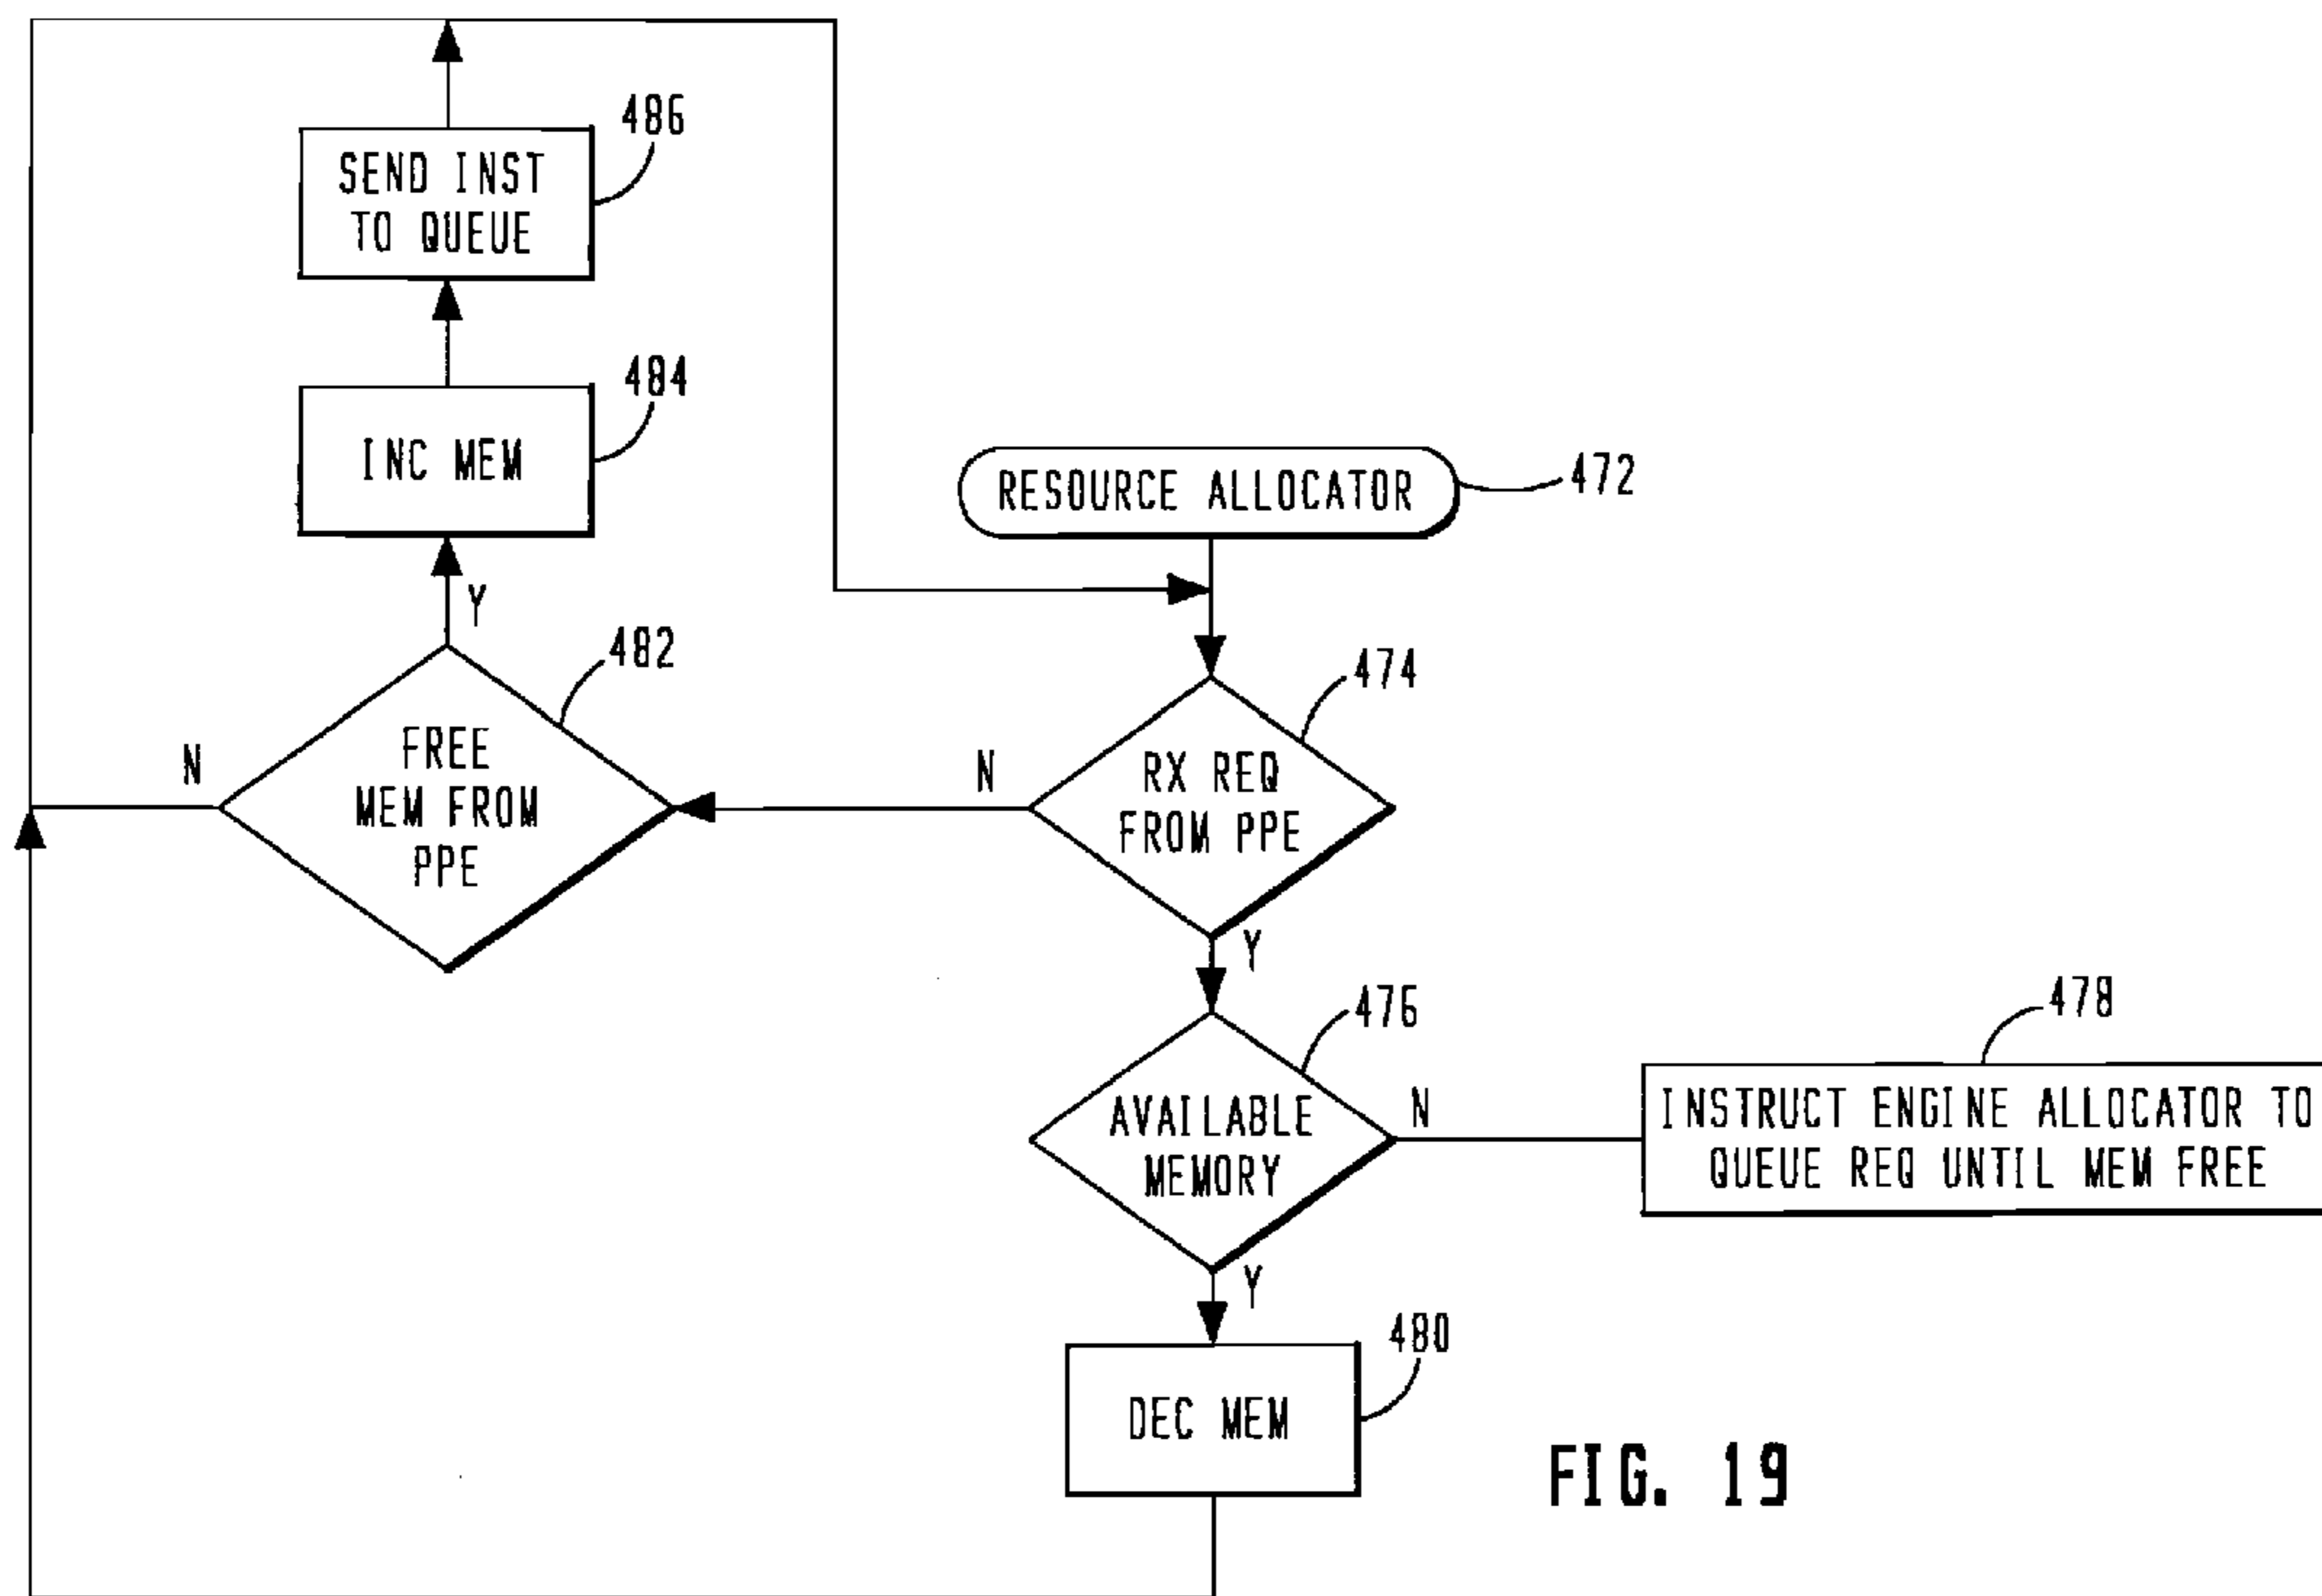 486
SEND INST
TO QUEUE
484
INC MEM
Y
RESOURCE ALLOCATOR
472
482
474
N
FREE
MEM FROM
PPE
N
RX REQ
FROM PPE
Y
476
478
AVAILABLE
MEMORY
N
INSTRUCT ENGINE ALLOCATOR TO
QUEUE REQ UNTIL MEM FREE
Y
480
DEC MEM
FIG. 19